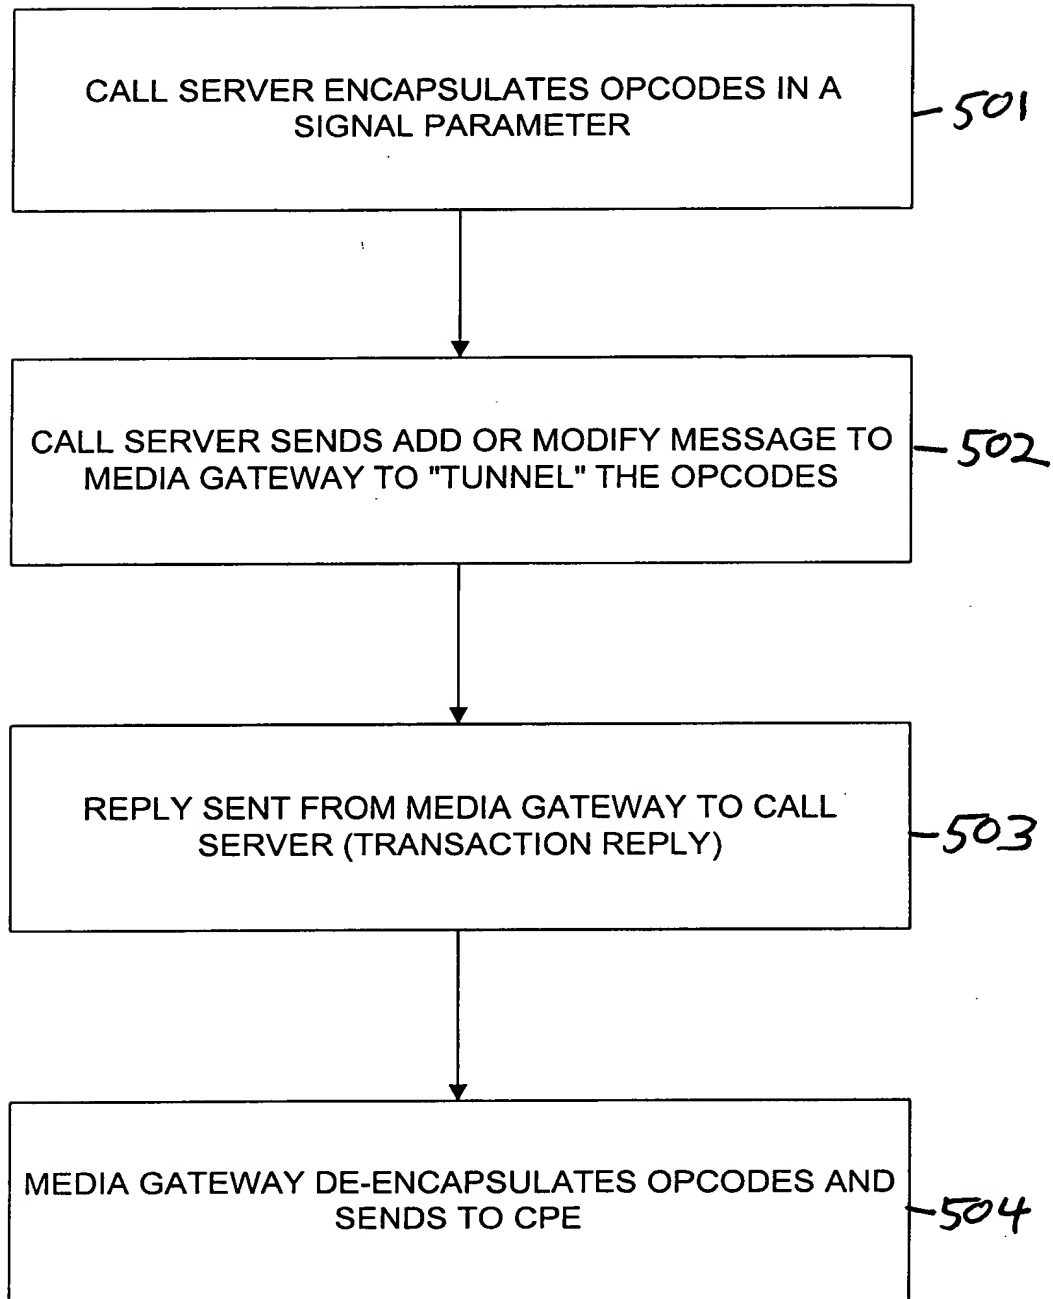 CALL SERVER ENCAPSULATES OPCODES IN A
SIGNAL PARAMETER
501
CALL SERVER SENDS ADD OR MODIFY MESSAGE TO
MEDIA GATEWAY TO "TUNNEL" THE OPCODES
502
REPLY SENT FROM MEDIA GATEWAY TO CALL
SERVER (TRANSACTION REPLY)
503
MEDIA GATEWAY DE-ENCAPSULATES OPCODES AND
SENDS TO CPE
504